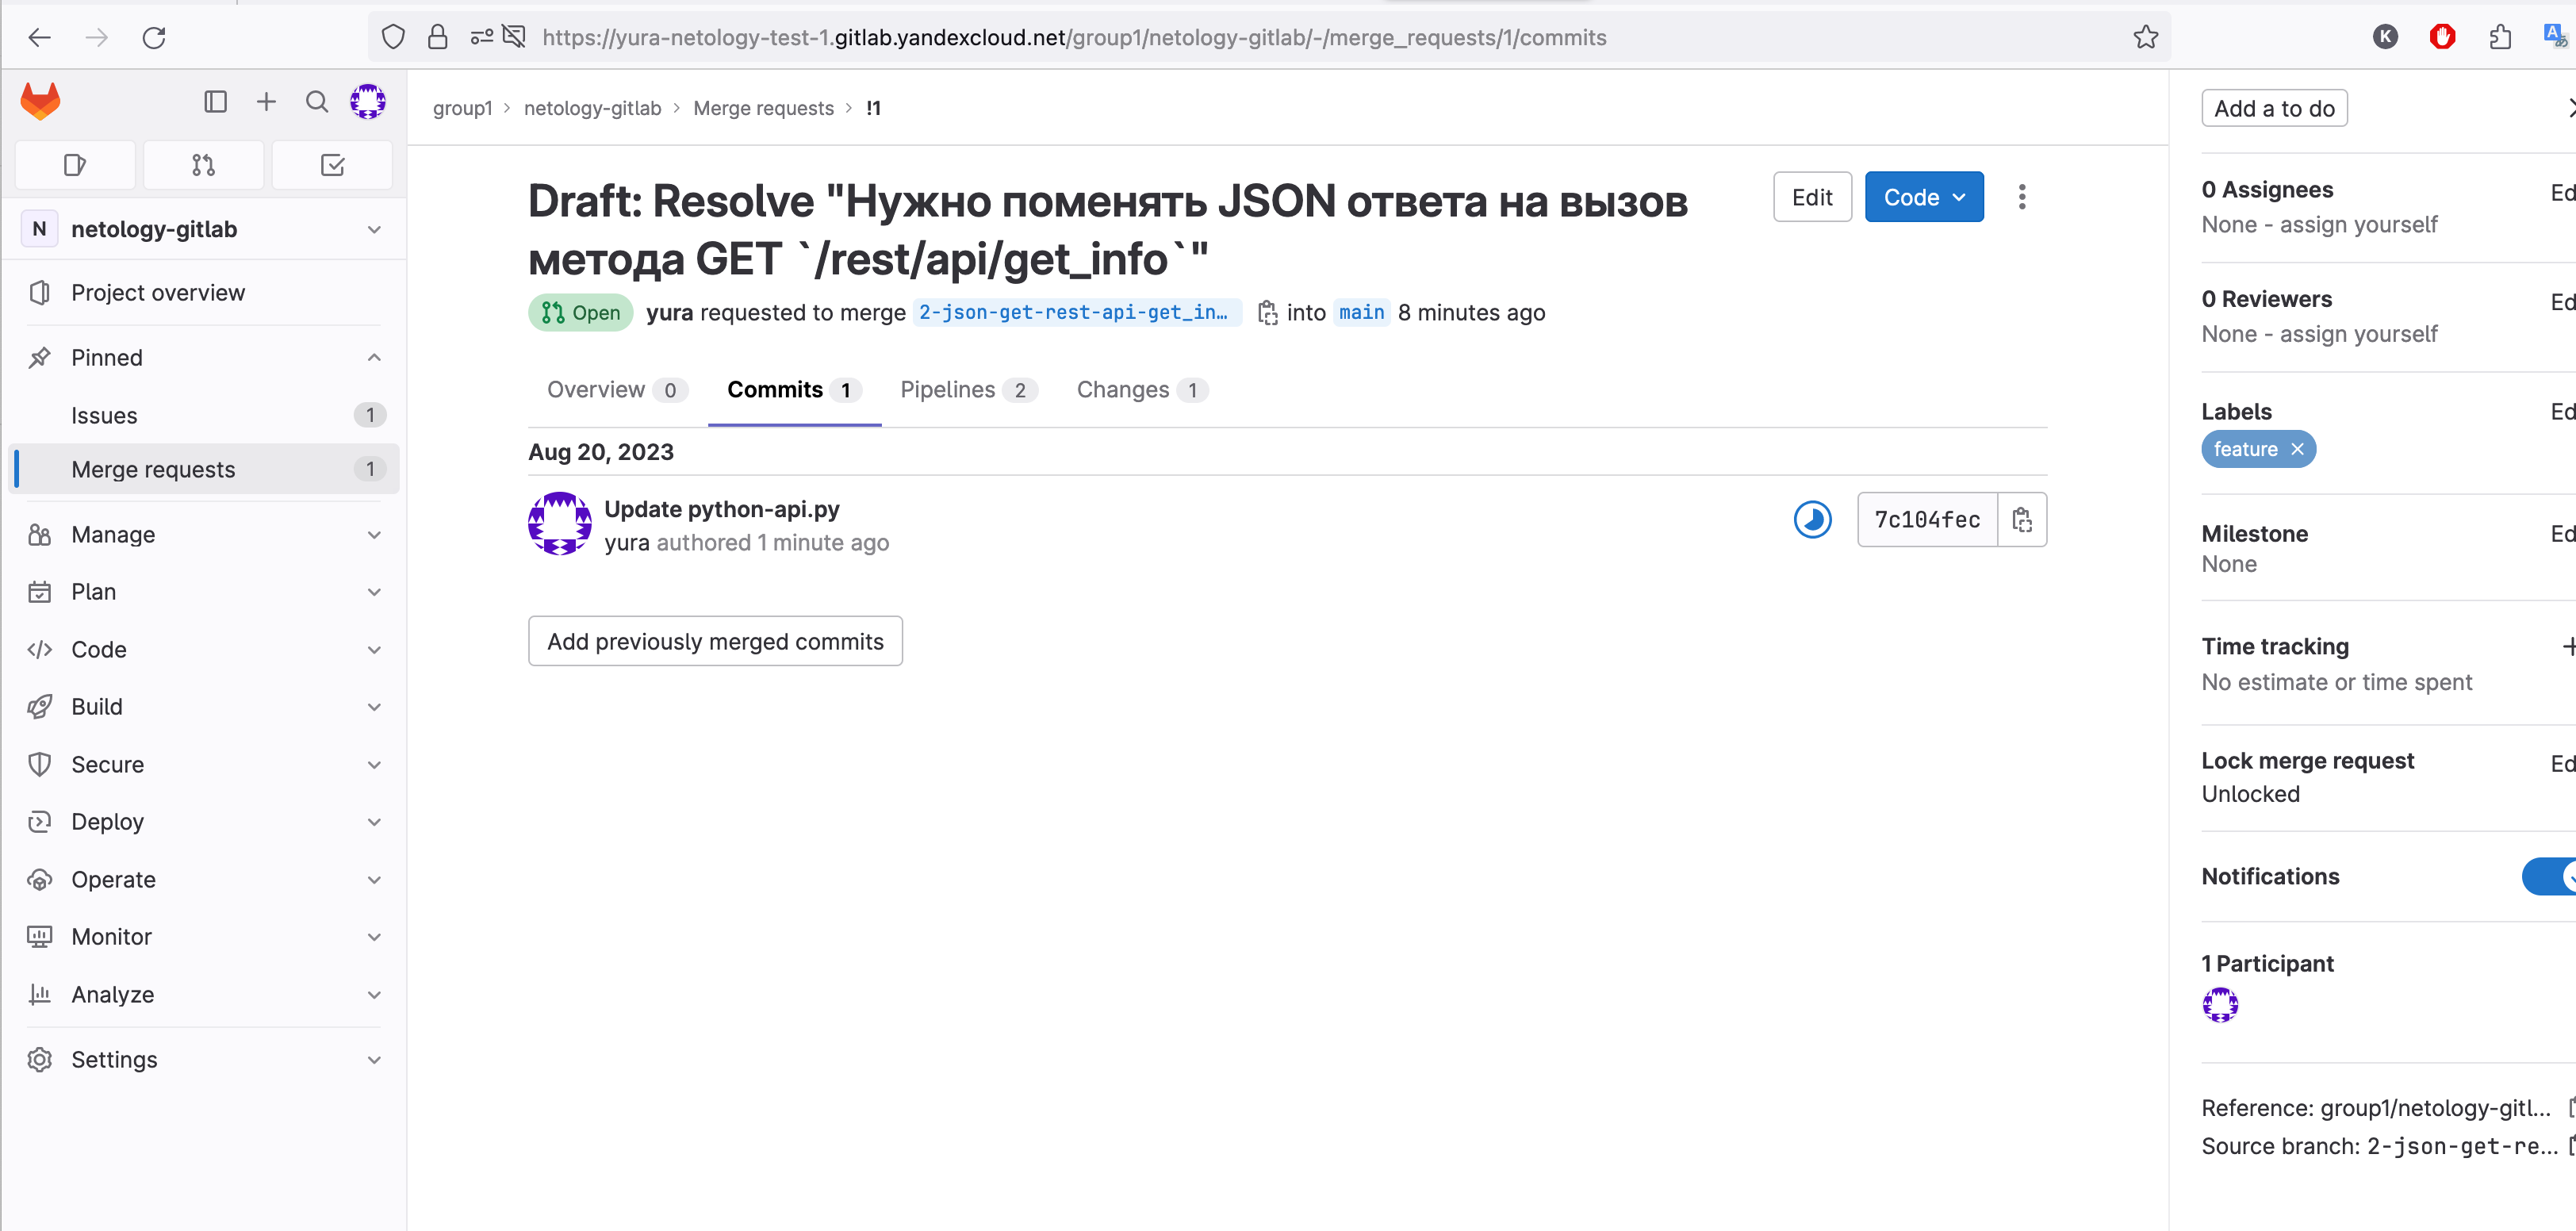 https://yura-netology-test-1.gitlab.yandexcloud.net/group1/netology-gitlab/-/merge_requests/1/commits
K
N netology-gitlab
Project overview
Pinned
Issues 1
Merge requests 1
Manage
Plan
Code
Build
Secure
Deploy
Operate
Monitor
Analyze
Settings
group1 > netology-gitlab > Merge requests > !1
Draft: Resolve "Нужно поменять JSON ответа на вызов
метода GET `/rest/api/get_info`"
Edit
Code
Open yura requested to merge 2-json-get-rest-api-get_in… into main 8 minutes ago
Overview 0
Commits 1
Pipelines 2
Changes 1
Aug 20, 2023
Update python-api.py
yura authored 1 minute ago
7c104fec
Add previously merged commits
Add a to do
0 Assignees Ed
None - assign yourself
0 Reviewers Ed
None - assign yourself
Labels Ed
feature
Milestone Ed
None
Time tracking
No estimate or time spent
Lock merge request Ed
Unlocked
Notifications
1 Participant
Reference: group1/netology-gitl...
Source branch: 2-json-get-re...